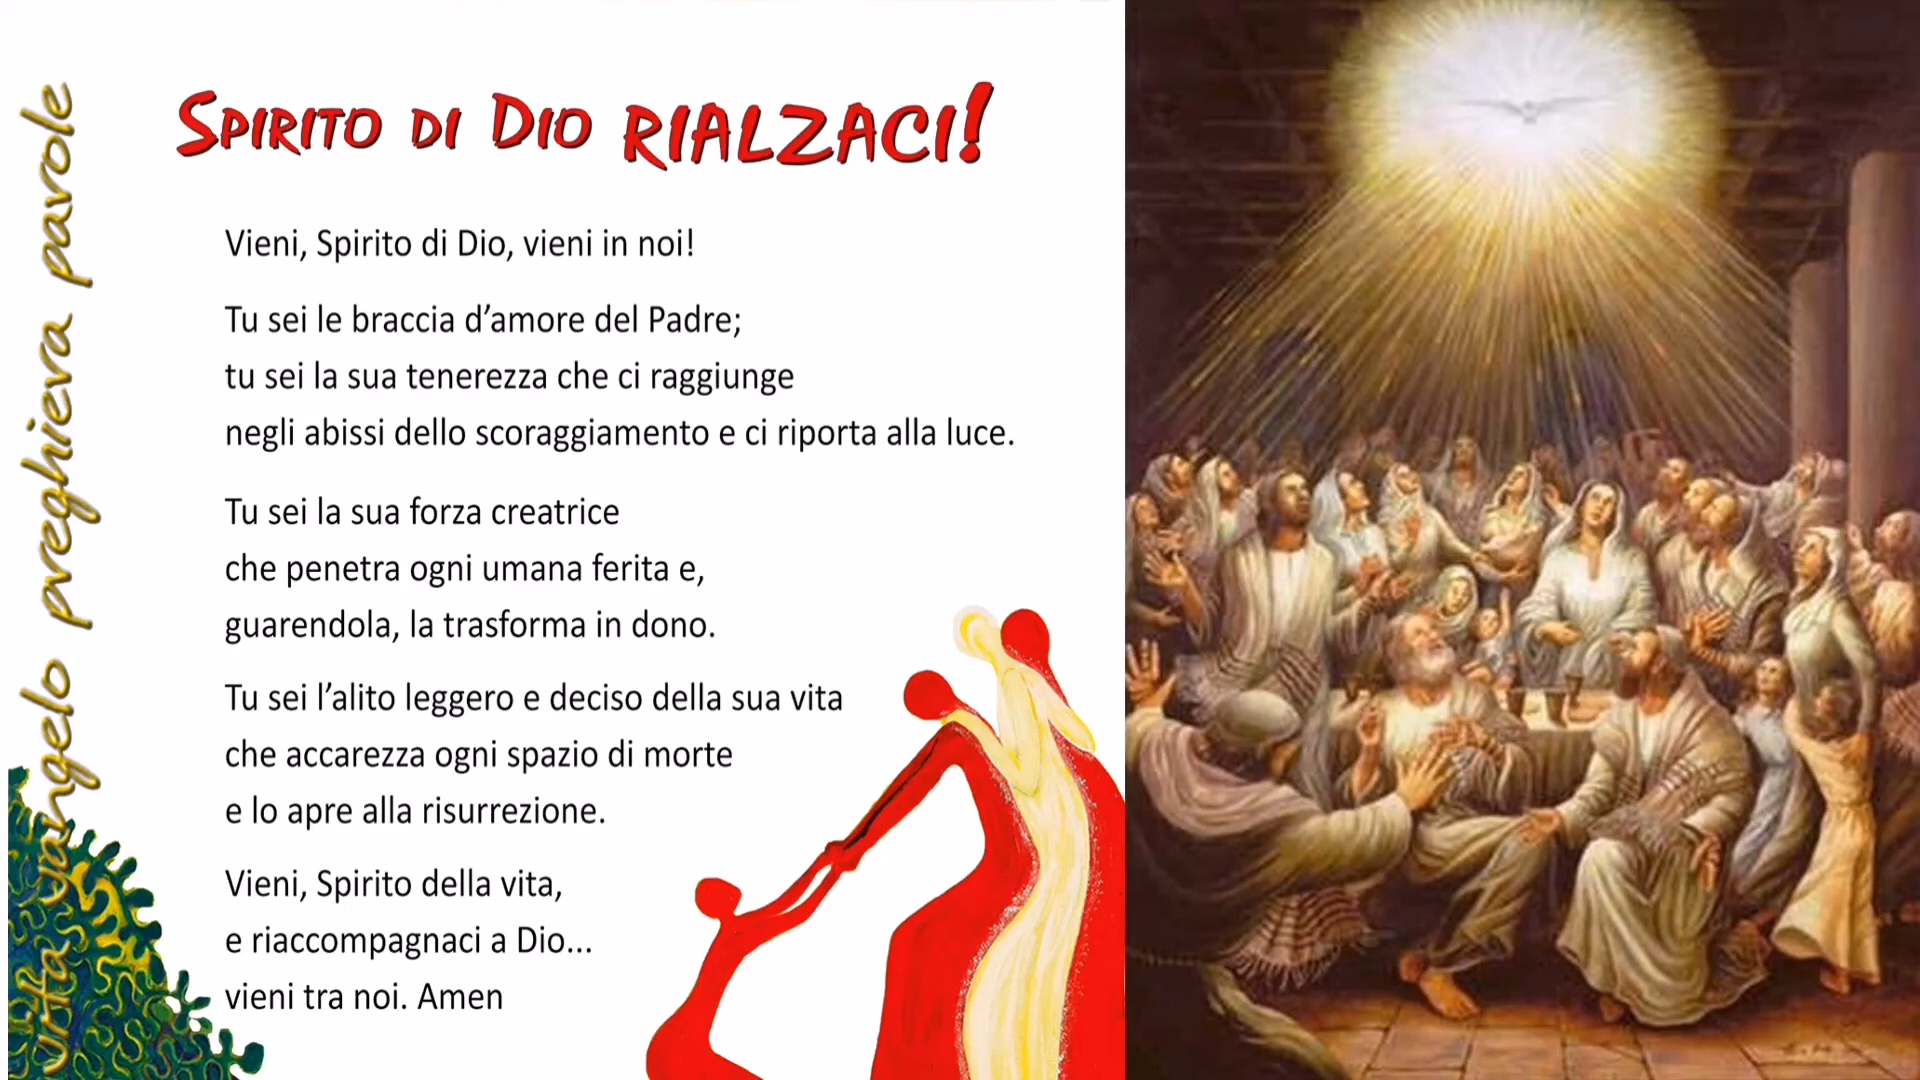 Spirito di Dio rialzaci!
Vieni, Spirito di Dio, vieni in noi!
Tu sei le braccia d’amore del Padre;
tu sei la sua tenerezza che ci raggiunge
negli abissi dello scoraggiamento e ci riporta alla luce.
Tu sei la sua forza creatrice
che penetra ogni umana ferita e,
guarendola, la trasforma in dono.
Tu sei l’alito leggero e deciso della sua vita
che accarezza ogni spazio di morte
e lo apre alla risurrezione.
Vieni, Spirito della vita,
e riaccompagnaci a Dio...
vieni tra noi. Amen
vita vangelo preghiera parole